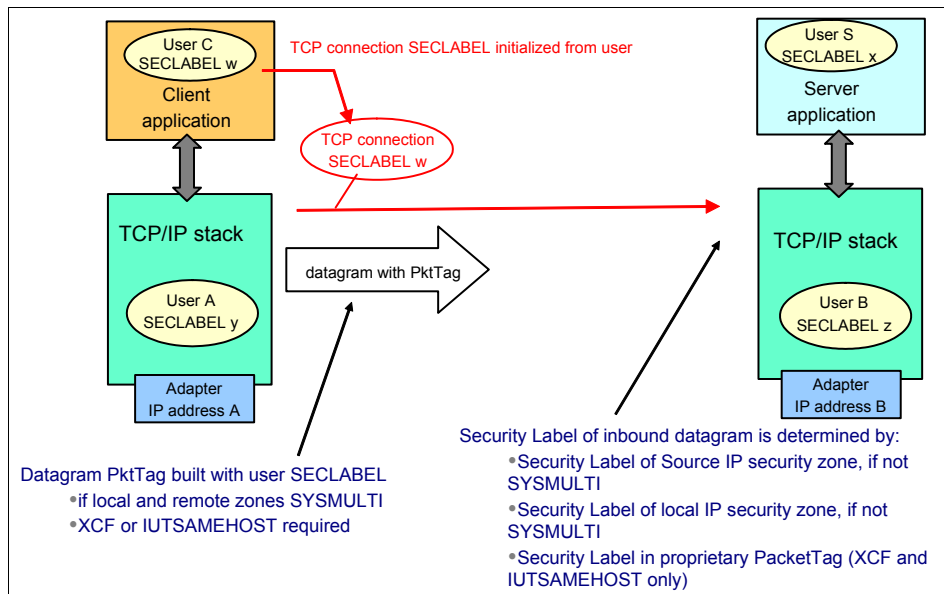 User C
SECLABEL w
Client
application
TCP connection SECLABEL initialized from user
TCP connection
SECLABEL w
User S
SECLABEL x
Server
application
TCP/IP stack
User A
SECLABEL y
Adapter
IP address A
datagram with PktTag
TCP/IP stack
User B
SECLABEL z
Adapter
IP address B
Datagram PktTag built with user SECLABEL
•if local and remote zones SYSMULTI
•XCF or IUTSAMEHOST required
Security Label of inbound datagram is determined by:
•Security Label of Source IP security zone, if not
SYSMULTI
•Security Label of local IP security zone, if not
SYSMULTI
•Security Label in proprietary PacketTag (XCF and
IUTSAMEHOST only)